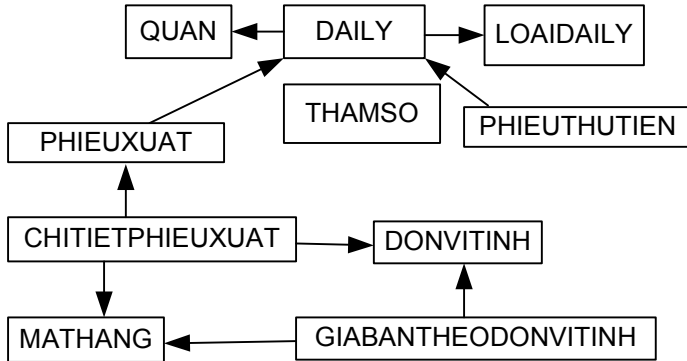 QUAN
DAILY
LOAIDAILY
THAMSO
PHIEUTHUTIEN
PHIEUXUAT
CHITIETPHIEUXUAT
DONVITINH
MATHANG
GIABANTHEODONVITINH